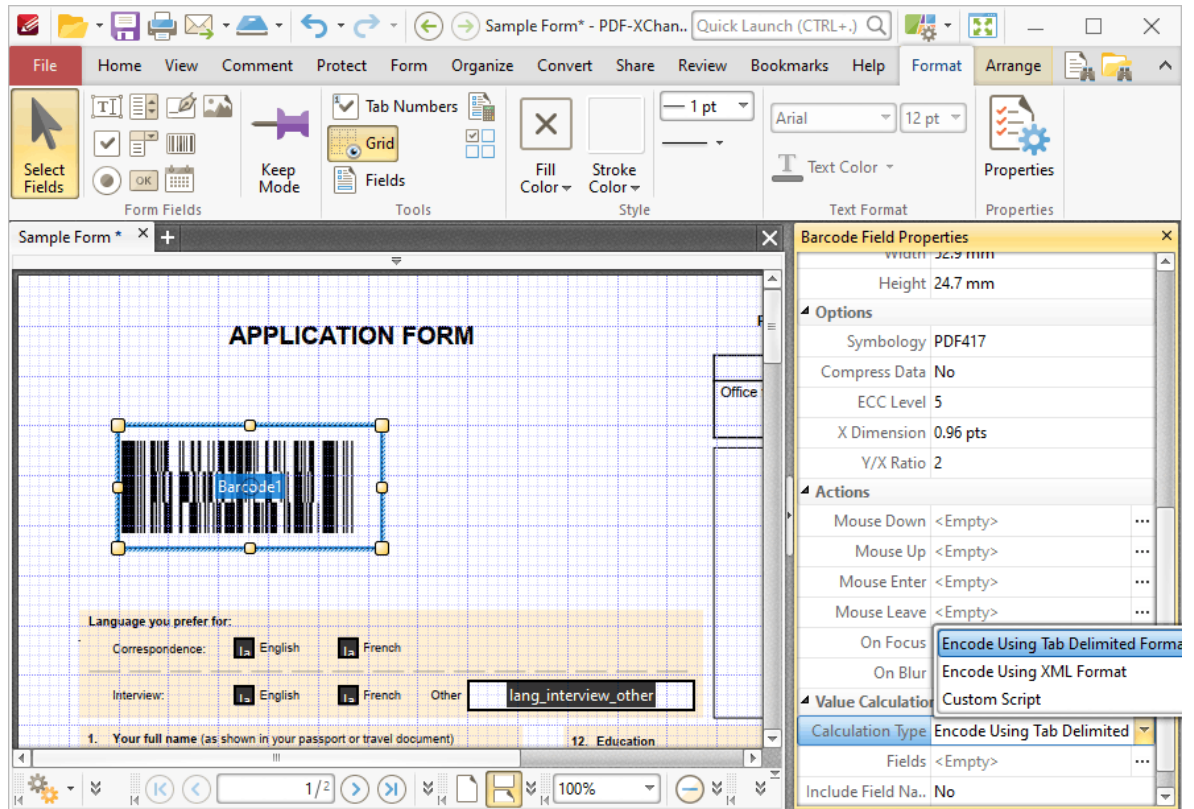 Sample Form* - PDF-XChan.. Quick Launch (CTRL+.)
File Home View Comment Protect Form Organize Convert Share Review Bookmarks Help Format Arrange
Select Fields
OK
Form Fields
Keep Mode
Tab Numbers
Grid
Fields
Tools
Fill Color
Stroke Color
1 pt
Style
Arial 12 pt
Text Color
Text Format
Properties
Properties
Sample Form *
APPLICATION FORM
Office
Barcode1
Language you prefer for:
Correspondence: English French
Interview: English French Other lang_interview_other
1. Your full name (as shown in your passport or travel document) 12. Education
1/2 100%
Barcode Field Properties
Width 52.9 mm
Height 24.7 mm
Options
Symbology PDF417
Compress Data No
ECC Level 5
X Dimension 0.96 pts
Y/X Ratio 2
Actions
Mouse Down <Empty> ...
Mouse Up <Empty> ...
Mouse Enter <Empty> ...
Mouse Leave <Empty> ...
On Focus
On Blur
Encode Using Tab Delimited Forma
Encode Using XML Format
Custom Script
Value Calculation
Calculation Type Encode Using Tab Delimited
Fields <Empty> ...
Include Field Na.. No